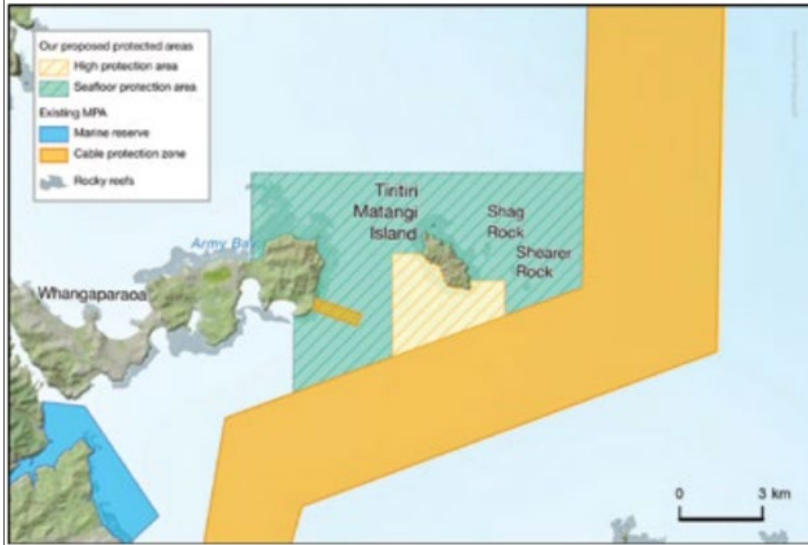 Our proposed protected areas
High protection area
Seafloor protection area
Existing MPA
Marine reserve
Cable protection zone
Rocky reefs
Tiritiri
Matangi
Island
Shag
Rock
Shearer
Rock
Army Bay
Whangaparaoa
0 3 km